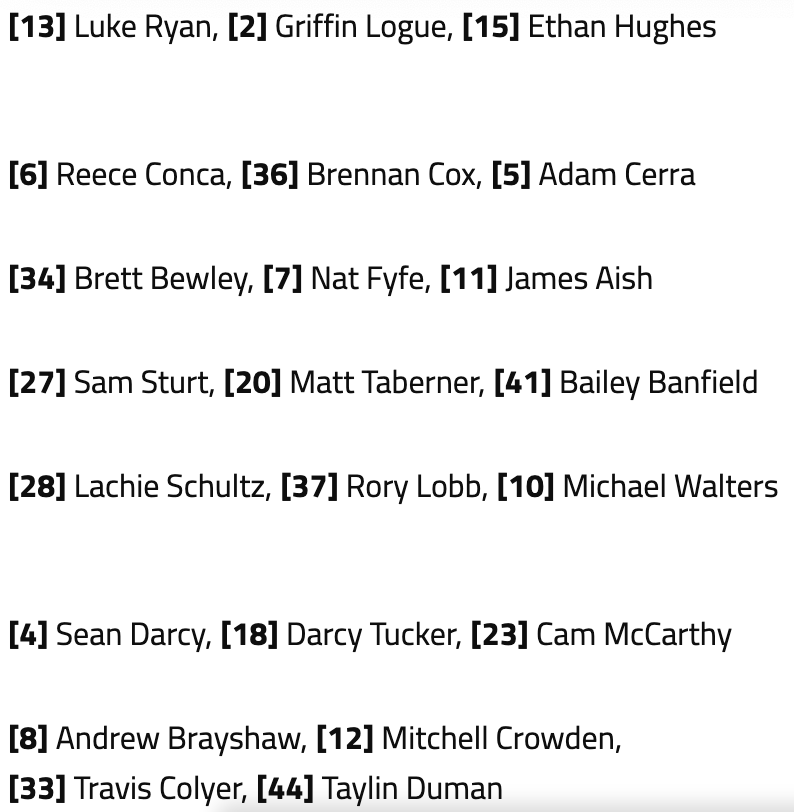 [13] Luke Ryan, [2] Griffin Logue, [15] Ethan Hughes
[6] Reece Conca, [36] Brennan Cox, [5] Adam Cerra
[34] Brett Bewley, [7] Nat Fyfe, [11] James Aish
[27] Sam Sturt, [20] Matt Taberner, [41] Bailey Banfield
[28] Lachie Schultz, [37] Rory Lobb, [10] Michael Walters
[4] Sean Darcy, [18] Darcy Tucker, [23] Cam McCarthy
[8] Andrew Brayshaw, [12] Mitchell Crowden,
[33] Travis Colyer, [44] Taylin Duman